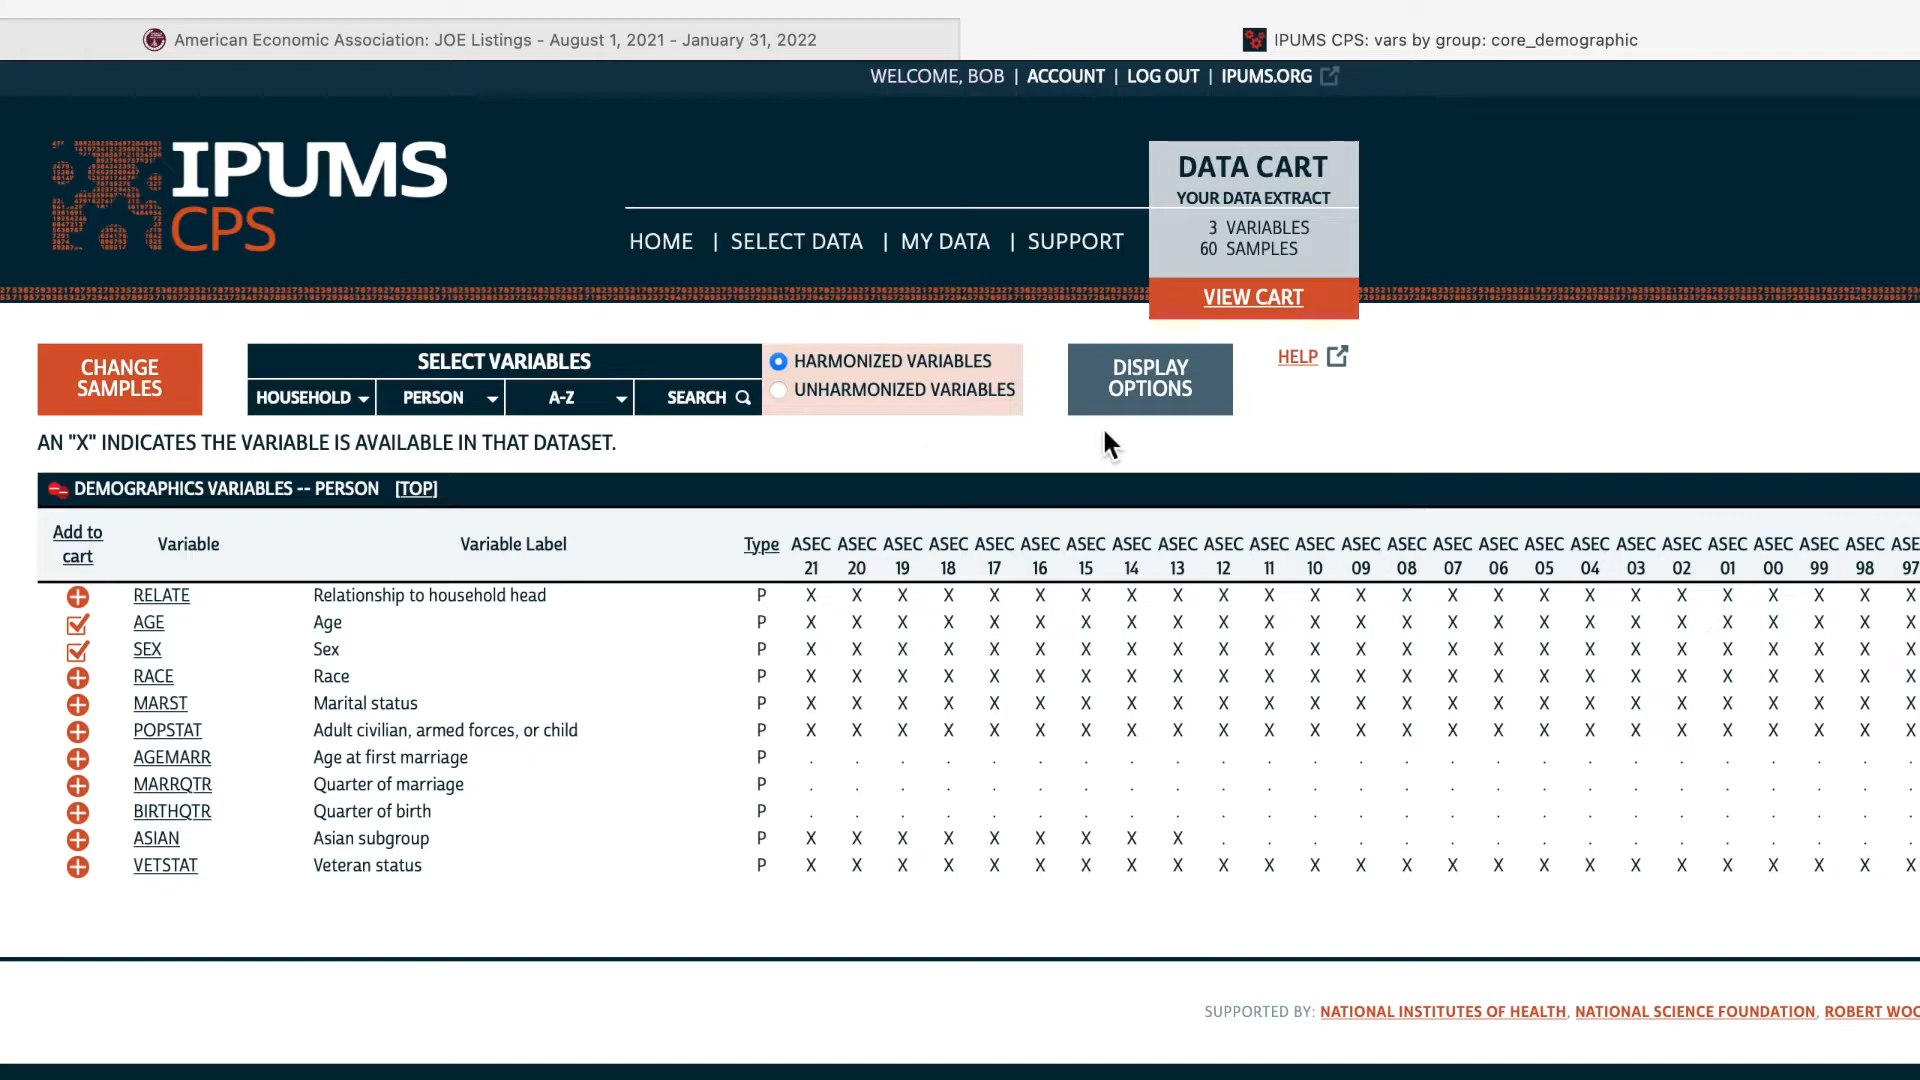 American Economic Association: JOE Listings - August 1, 2021 - January 31, 2022
IPUMS CPS: vars by group: core_demographic
WELCOME, BOB | ACCOUNT | LOG OUT | IPUMS.ORG
IPUMS
CPS
HOME | SELECT DATA | MY DATA | SUPPORT
DATA CART
YOUR DATA EXTRACT
3 VARIABLES
60 SAMPLES
VIEW CART
CHANGE
SAMPLES
SELECT VARIABLES
HOUSEHOLD PERSON A-Z SEARCH
HARMONIZED VARIABLES
UNHARMONIZED VARIABLES
DISPLAY
OPTIONS
HELP
AN "X" INDICATES THE VARIABLE IS AVAILABLE IN THAT DATASET.
DEMOGRAPHICS VARIABLES -- PERSON [TOP]
Add to
cart
Variable Variable Label Type ASEC ASEC ASEC ASEC ASEC ASEC ASEC ASEC ASEC ASEC ASEC ASEC ASEC ASEC ASEC ASEC ASEC ASEC ASEC ASEC ASEC ASEC ASEC ASEC ASE
21 20 19 18 17 16 15 14 13 12 11 10 09 08 07 06 05 04 03 02 01 00 99 98 97
RELATE Relationship to household head P X X X X X X X X X X X X X X X X X X X X X X X X X
AGE Age P X X X X X X X X X X X X X X X X X X X X X X X X X
SEX Sex P X X X X X X X X X X X X X X X X X X X X X X X X X
RACE Race P X X X X X X X X X X X X X X X X X X X X X X X X X
MARST Marital status P X X X X X X X X X X X X X X X X X X X X X X X X X
POPSTAT Adult civilian, armed forces, or child P X X X X X X X X X X X X X X X X X X X X X X X X X
AGEMARR Age at first marriage P . . . . . . . . . . . . . . . . . . . . . . . . .
MARRQTR Quarter of marriage P . . . . . . . . . . . . . . . . . . . . . . . . .
BIRTHQTR Quarter of birth P . . . . . . . . . . . . . . . . . . . . . . . . .
ASIAN Asian subgroup P X X X X X X X X X . . . . . . . . . . . . . . . .
VETSTAT Veteran status P X X X X X X X X X X X X X X X X X X X X X X X X X
SUPPORTED BY: NATIONAL INSTITUTES OF HEALTH, NATIONAL SCIENCE FOUNDATION, ROBERT WOO